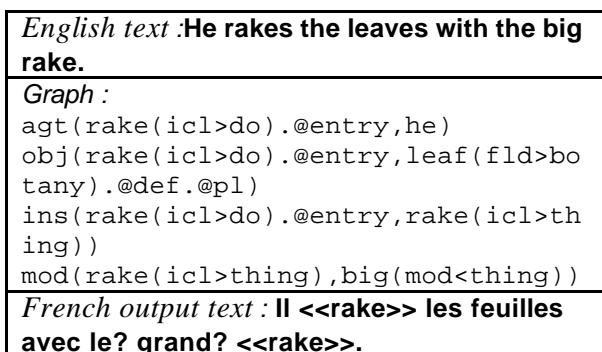 English text :He rakes the leaves with the big
rake.
Graph :
agt(rake(icl>do).@entry,he)
obj(rake(icl>do).@entry,leaf(fld>bo
tany).@def.@pl)
ins(rake(icl>do).@entry,rake(icl>th
ing))
mod(rake(icl>thing),big(mod<thing))
French output text : Il <<rake>> les feuilles
avec le? grand? <<rake>>.